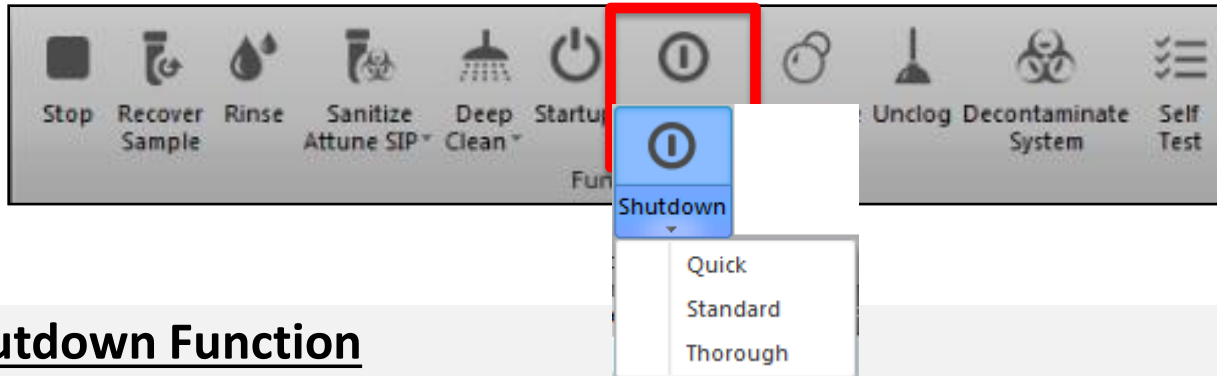 Stop Recover Rinse Sanitize Deep Startup Unclog Decontaminate Self
Sample Attune SIP Clean System Test
Fun
Shutdown
Quick
Standard
Thorough
utdown Function